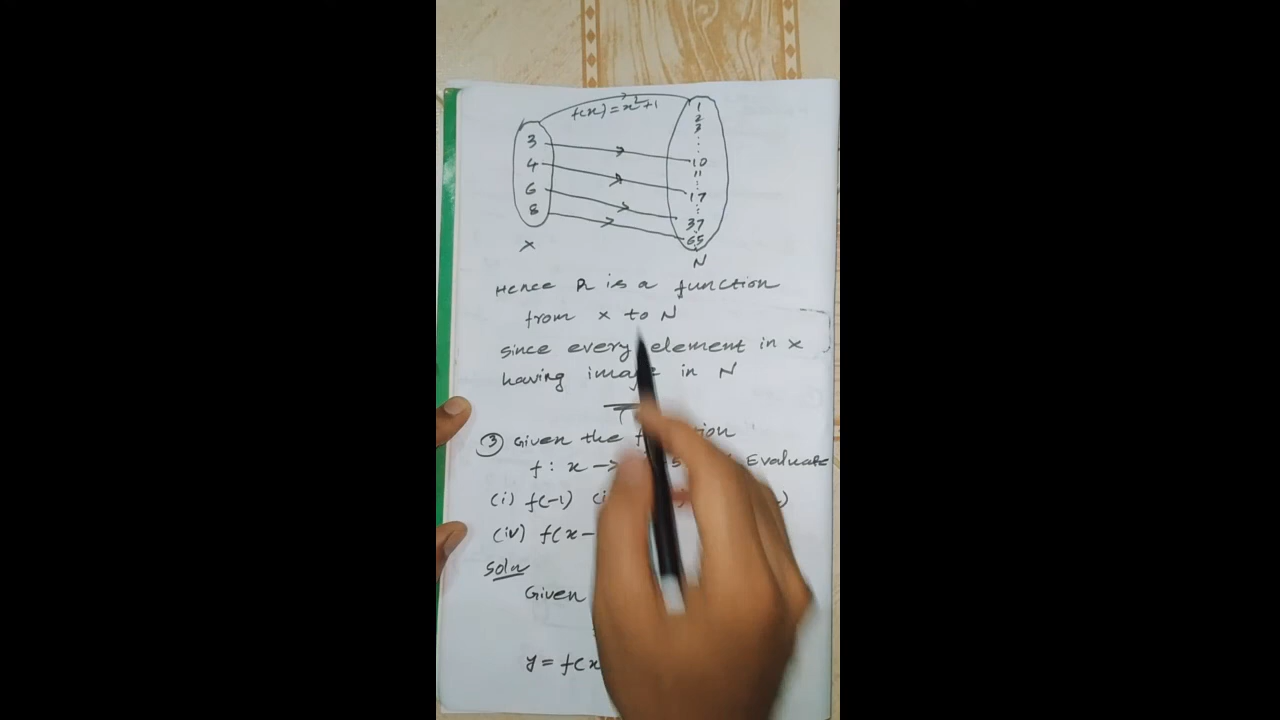 f(x) = x²+1
3
4
6
8
x
1
2
3
⋮
10
11
⋮
17
⋮
37
65
N
Hence R is a function
from x to N
since every element in x
having image in N
③ Given the
f : x → Evaluate
(i) f(-1)
(iv) f(x-
Soln
Given
y = f(x